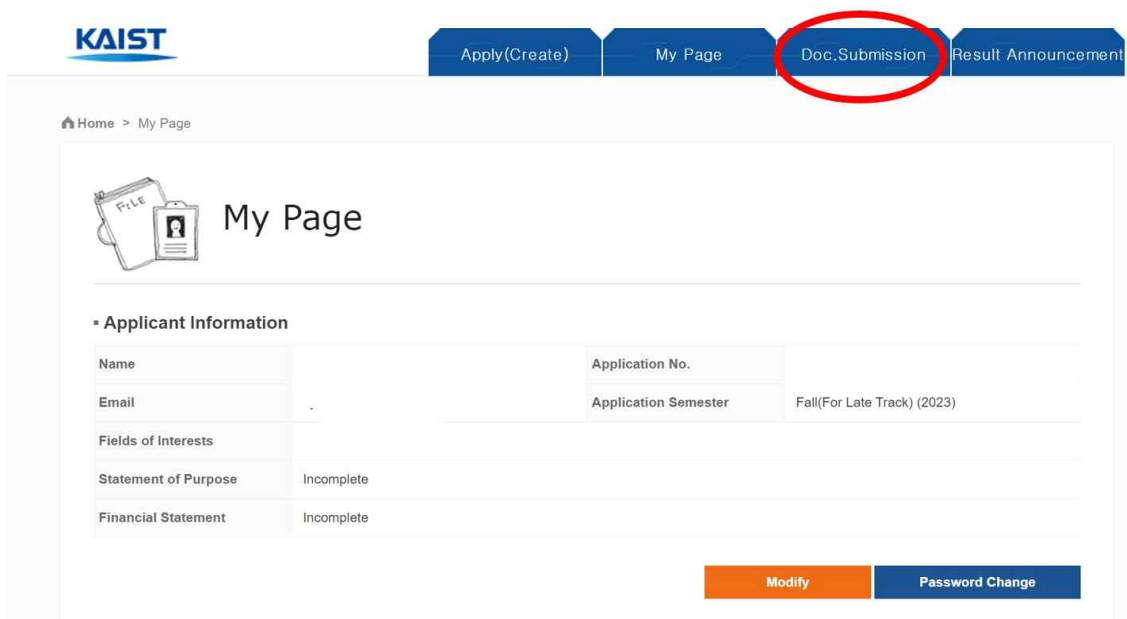 KAIST
Apply(Create) My Page Doc.Submission Result Announcement
Home > My Page
FILE
My Page
▪ Applicant Information
Name Application No.
Email Application Semester Fall(For Late Track) (2023)
Fields of Interests
Statement of Purpose Incomplete
Financial Statement Incomplete
Modify Password Change